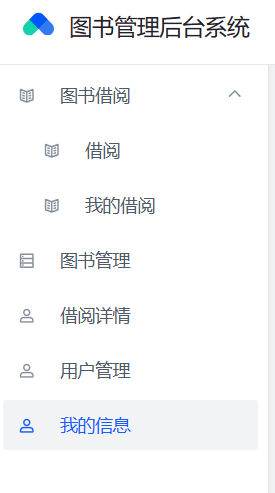 图书管理后台系统
图书借阅
借阅
我的借阅
图书管理
借阅详情
用户管理
我的信息